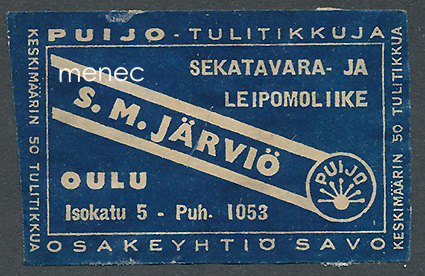 PUIJO - TULITIKKUJA
menec
SEKATAVARA- JA
LEIPOMOLIIKE
S. M. JÄRVIÖ
PUIJO
OULU
Isokatu 5 - Puh. 1053
OSAKEYHTIÖ SAVO
KESKIMÄÄRIN 50 TULITIKKUA
KESKIMÄÄRIN 50 TULITIKKUA